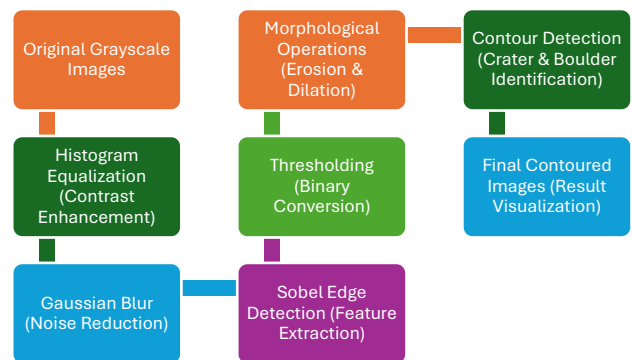 Original Grayscale
Images
Histogram
Equalization
(Contrast
Enhancement)
Gaussian Blur
(Noise Reduction)
Sobel Edge
Detection (Feature
Extraction)
Thresholding
(Binary
Conversion)
Morphological
Operations
(Erosion &
Dilation)
Contour Detection
(Crater & Boulder
Identification)
Final Contoured
Images (Result
Visualization)